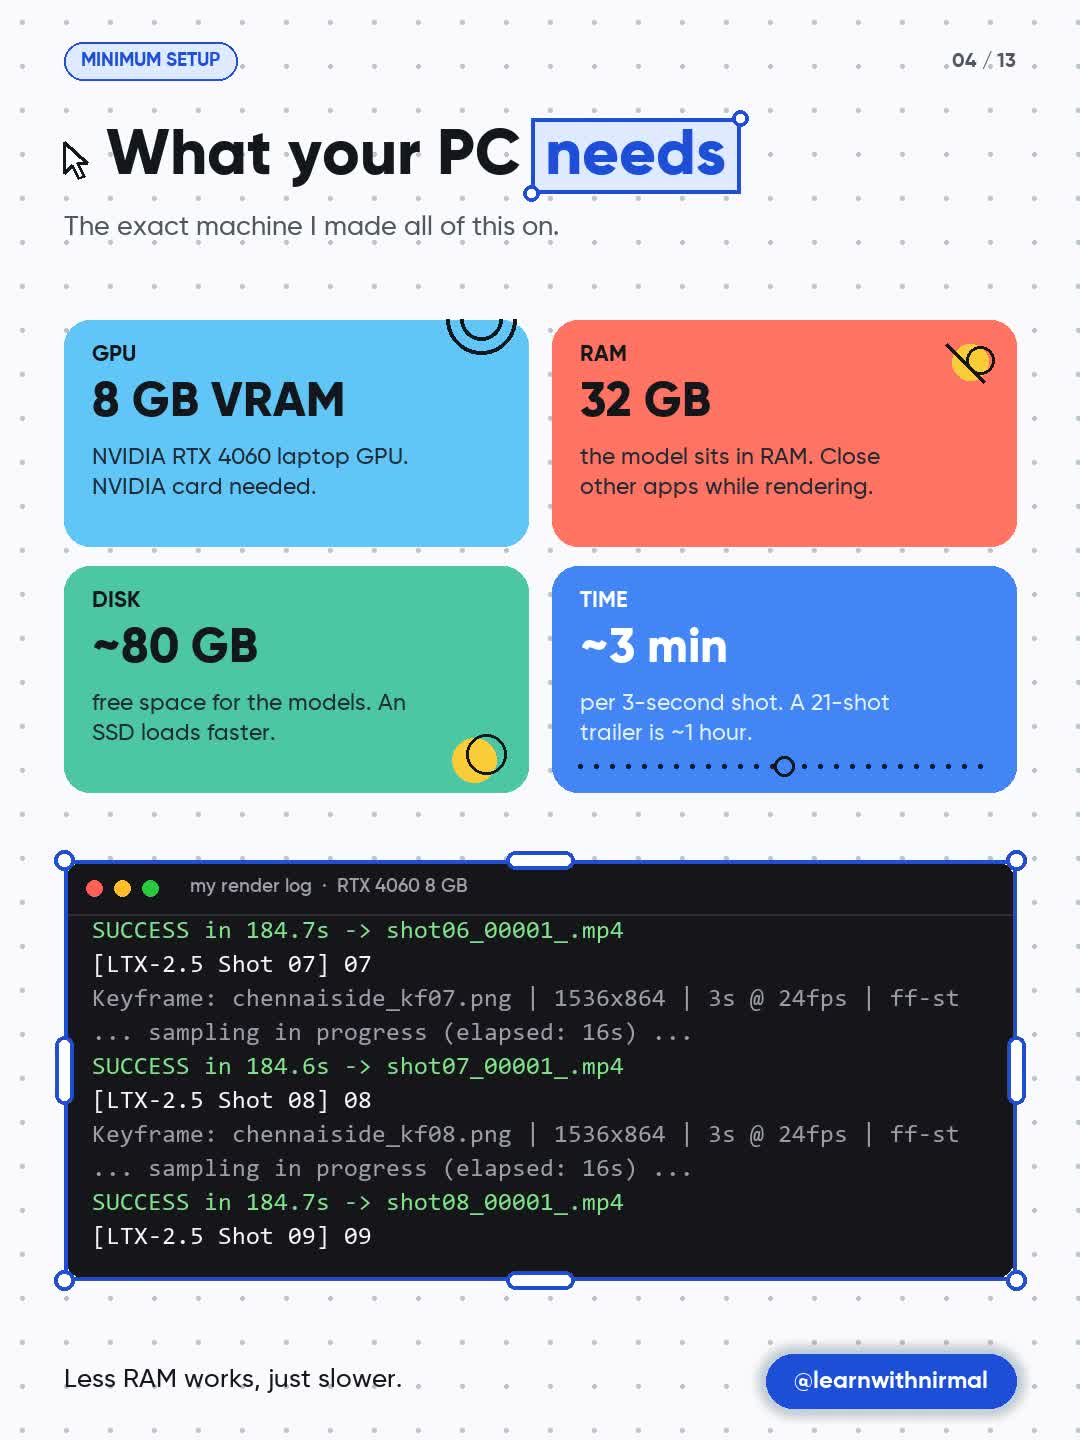 MINIMUM SETUP
04 / 13
What your PC needs
The exact machine I made all of this on.
GPU
8 GB VRAM
NVIDIA RTX 4060 laptop GPU.
NVIDIA card needed.
RAM
32 GB
the model sits in RAM. Close
other apps while rendering.
DISK
~80 GB
free space for the models. An
SSD loads faster.
TIME
~3 min
per 3-second shot. A 21-shot
trailer is ~1 hour.
my render log · RTX 4060 8 GB
SUCCESS in 184.7s -> shot06_00001_.mp4
[LTX-2.5 Shot 07] 07
Keyframe: chennaiside_kf07.png | 1536x864 | 3s @ 24fps | ff-st
... sampling in progress (elapsed: 16s) ...
SUCCESS in 184.6s -> shot07_00001_.mp4
[LTX-2.5 Shot 08] 08
Keyframe: chennaiside_kf08.png | 1536x864 | 3s @ 24fps | ff-st
... sampling in progress (elapsed: 16s) ...
SUCCESS in 184.7s -> shot08_00001_.mp4
[LTX-2.5 Shot 09] 09
Less RAM works, just slower.
@learnwithnirmal